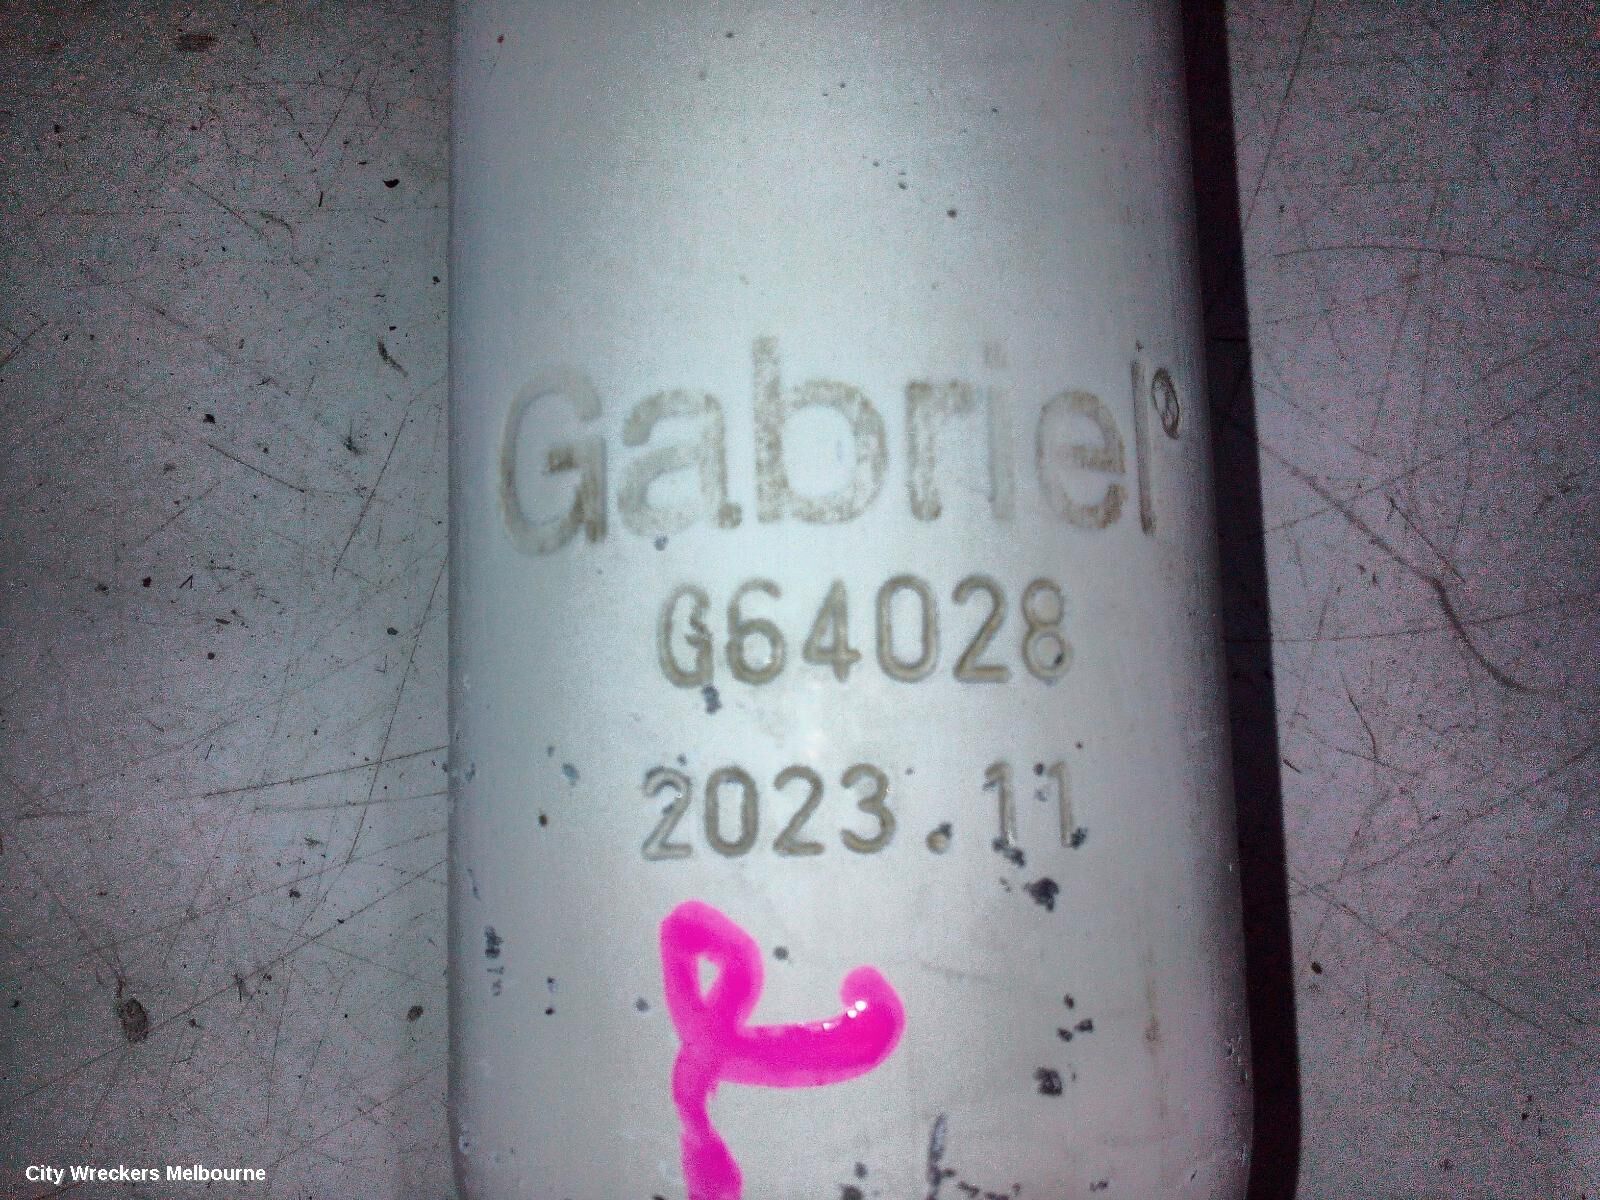 Gabriel®
G64028
2023.11
City Wreckers Melbourne